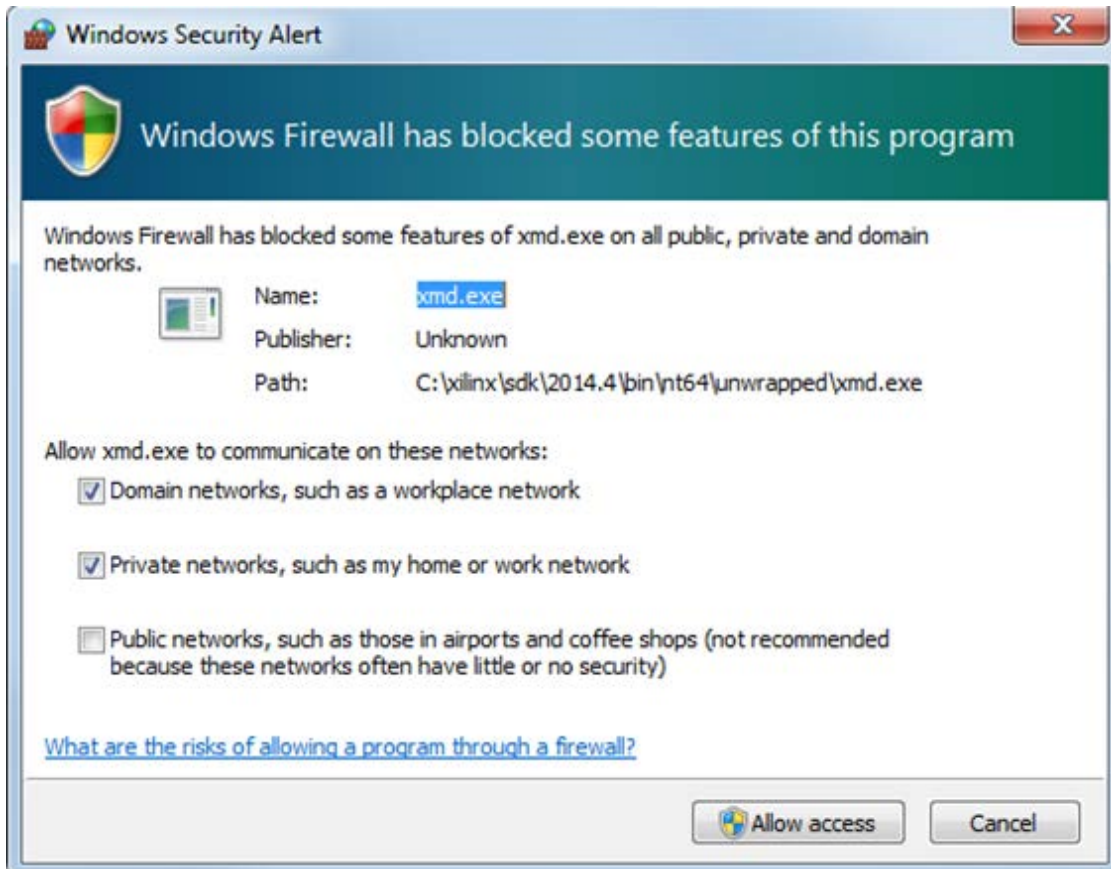 Windows Security Alert
Windows Firewall has blocked some features of this program
Windows Firewall has blocked some features of xmd.exe on all public, private and domain
networks.
Name: xmd.exe
Publisher: Unknown
Path: C:\xilinx\sdk\2014.4\bin\nt64\unwrapped\xmd.exe
Allow xmd.exe to communicate on these networks:
Domain networks, such as a workplace network
Private networks, such as my home or work network
Public networks, such as those in airports and coffee shops (not recommended
because these networks often have little or no security)
What are the risks of allowing a program through a firewall?
Allow access Cancel